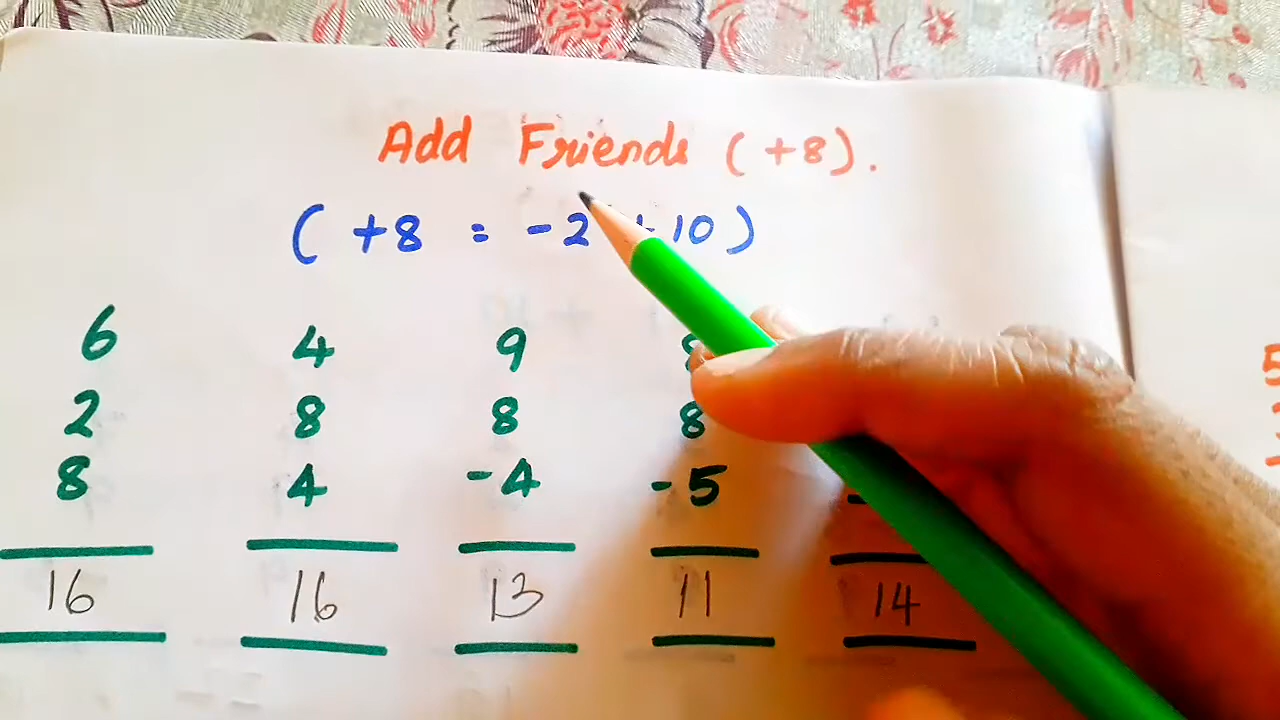 Add Friends (+8).
(+8 = -2 +10)
6 4 9 8
2 8 8 8
8 4 -4 -5
16 16 13 11 14